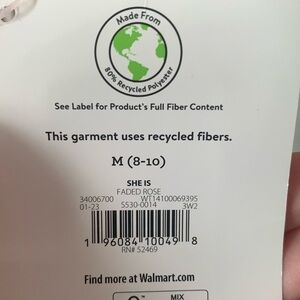 Made From
80% Recycled Polyester
See Label for Product's Full Fiber Content
This garment uses recycled fibers.
M (8-10)
SHE IS
FADED ROSE
34006700 WT14100069395
01-23 S530-0014 3W2
1 96084 10049 8
RN# 52469
Find more at Walmart.com
MIX